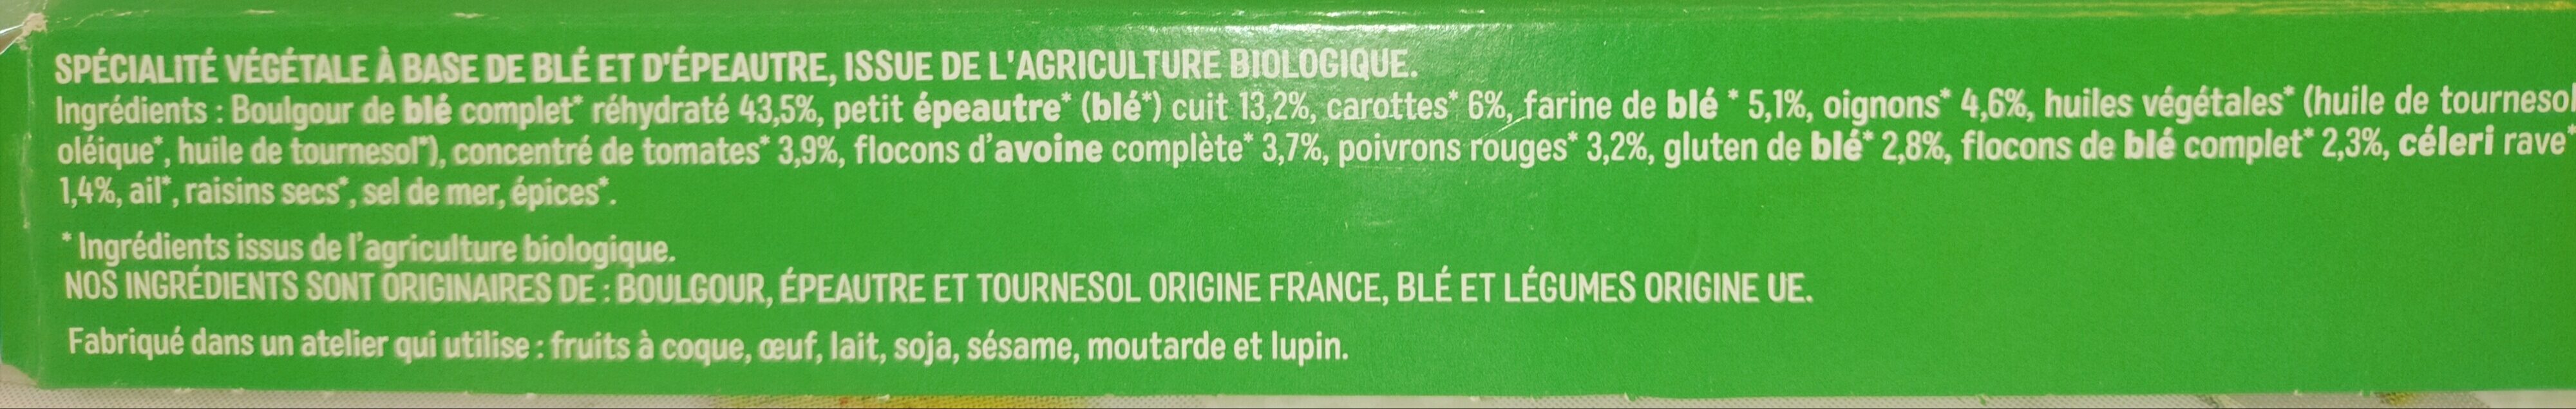 SPÉCIALITÉ VÉGÉTALE À BASE DE BLÉ ET D'ÉPEAUTRE, ISSUE DE L'AGRICULTURE BIOLOGIQUE.
Ingrédients : Boulgour de blé complet* réhydraté 43,5%, petit épeautre* (blé*) cuit 13,2%, carottes* 6%, farine de blé * 5,1%, oignons* 4,6%, huiles végétales* (huile de tournesol
oléique*, huile de tournesol*), concentré de tomates* 3,9%, flocons d'avoine complète* 3,7%, poivrons rouges* 3,2%, gluten de blé* 2,8%, flocons de blé complet* 2,3%, céleri rave*
1,4%, ail*, raisins secs*, sel de mer, épices*.
* Ingrédients issus de l'agriculture biologique.
NOS INGRÉDIENTS SONT ORIGINAIRES DE : BOULGOUR, ÉPEAUTRE ET TOURNESOL ORIGINE FRANCE, BLÉ ET LÉGUMES ORIGINE UE.
Fabriqué dans un atelier qui utilise : fruits à coque, œuf, lait, soja, sésame, moutarde et lupin.